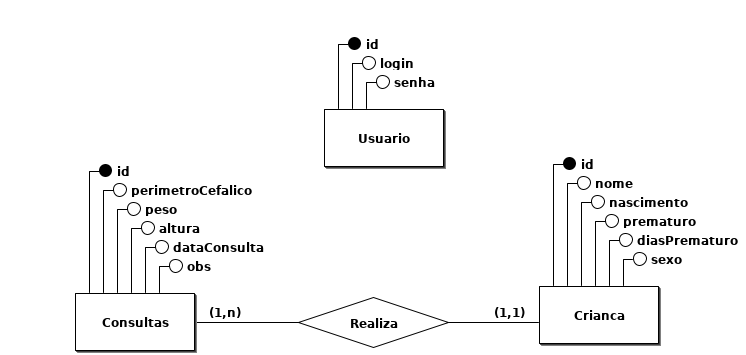 id
login
senha
Usuario
id
perimetroCefalico
peso
altura
dataConsulta
obs
Consultas
(1,n)
Realiza
(1,1)
id
nome
nascimento
prematuro
diasPrematuro
sexo
Crianca